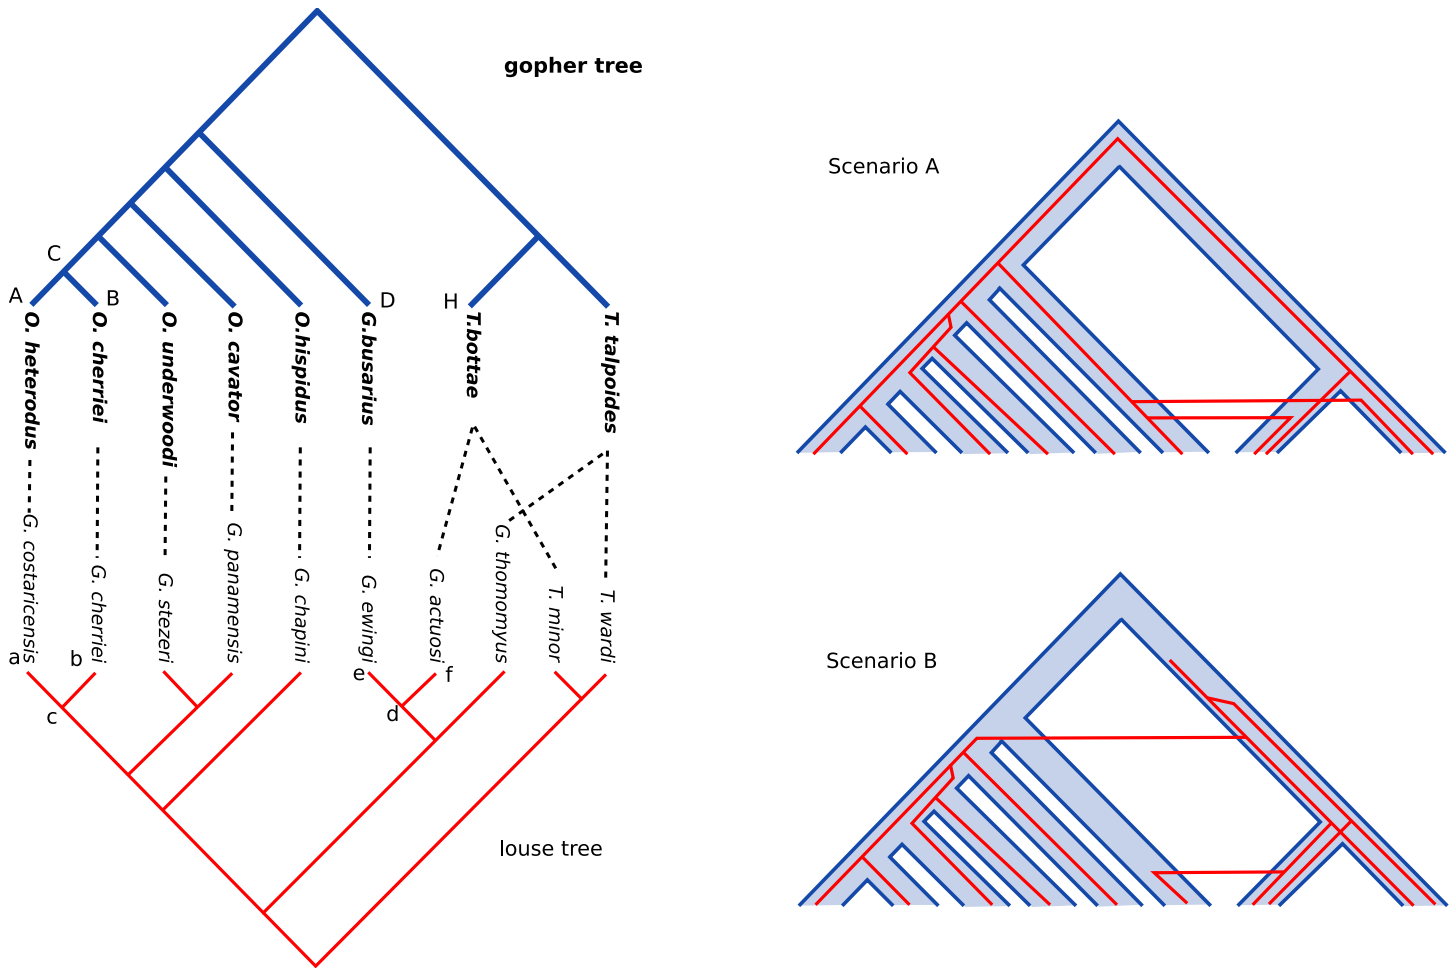 gopher tree
Scenario A
C
A
B
D
H
O. heterodus
O. cherriei
O. underwoodi
O. cavator
O.hispidus
G.busarius
T.bottae
T. talpoides
G. costaricensis
G. cherriei
G. stezeri
G. panamensis
G. chapini
G. ewingi
G. actuosi
G. thomomyus
T. minor
T. wardi
a
b
c
e
f
d
Scenario B
louse tree